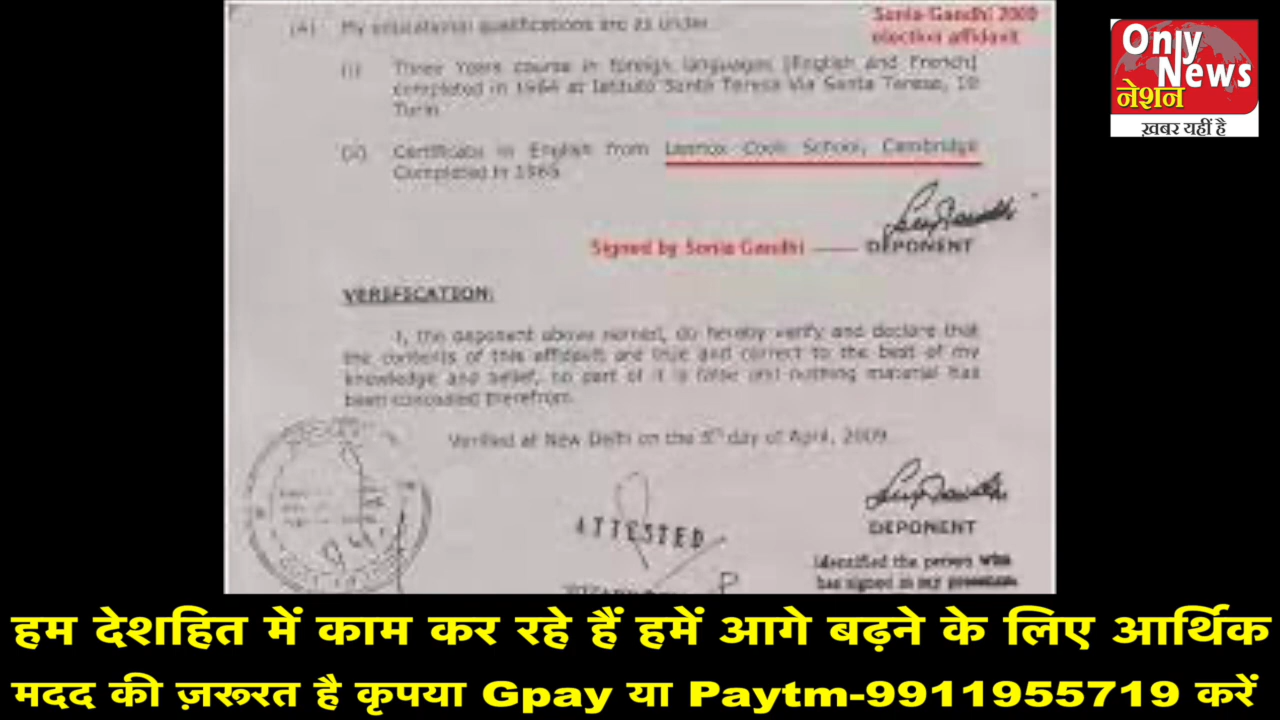 (A) My educational qualifications are as under
Sonia Gandhi 2009
election affidavit
(i) Three Years course in foreign languages [English and French]
completed in 1964 at Istituto Santa Teresa Via Santa Terese, 10
Turin
(ii) Certificate in English from Lennox Cook School, Cambridge
Completed in 1965
Signed by Sonia Gandhi
DEPONENT
VERIFICATION:
I, the deponent above named, do hereby verify and declare that
the contents of this affidavit are true and correct to the best of my
knowledge and belief, no part of it is false and nothing material has
been concealed therefrom.
Verified at New Delhi on the 5th day of April, 2009
ATTESTED
DEPONENT
Identified the person who
has signed in my presence
Only
News
नेशन
ख़बर यहीं है
हम देशहित में काम कर रहे हैं हमें आगे बढ़ने के लिए आर्थिक
मदद की ज़रूरत है कृपया Gpay या Paytm-9911955719 करें